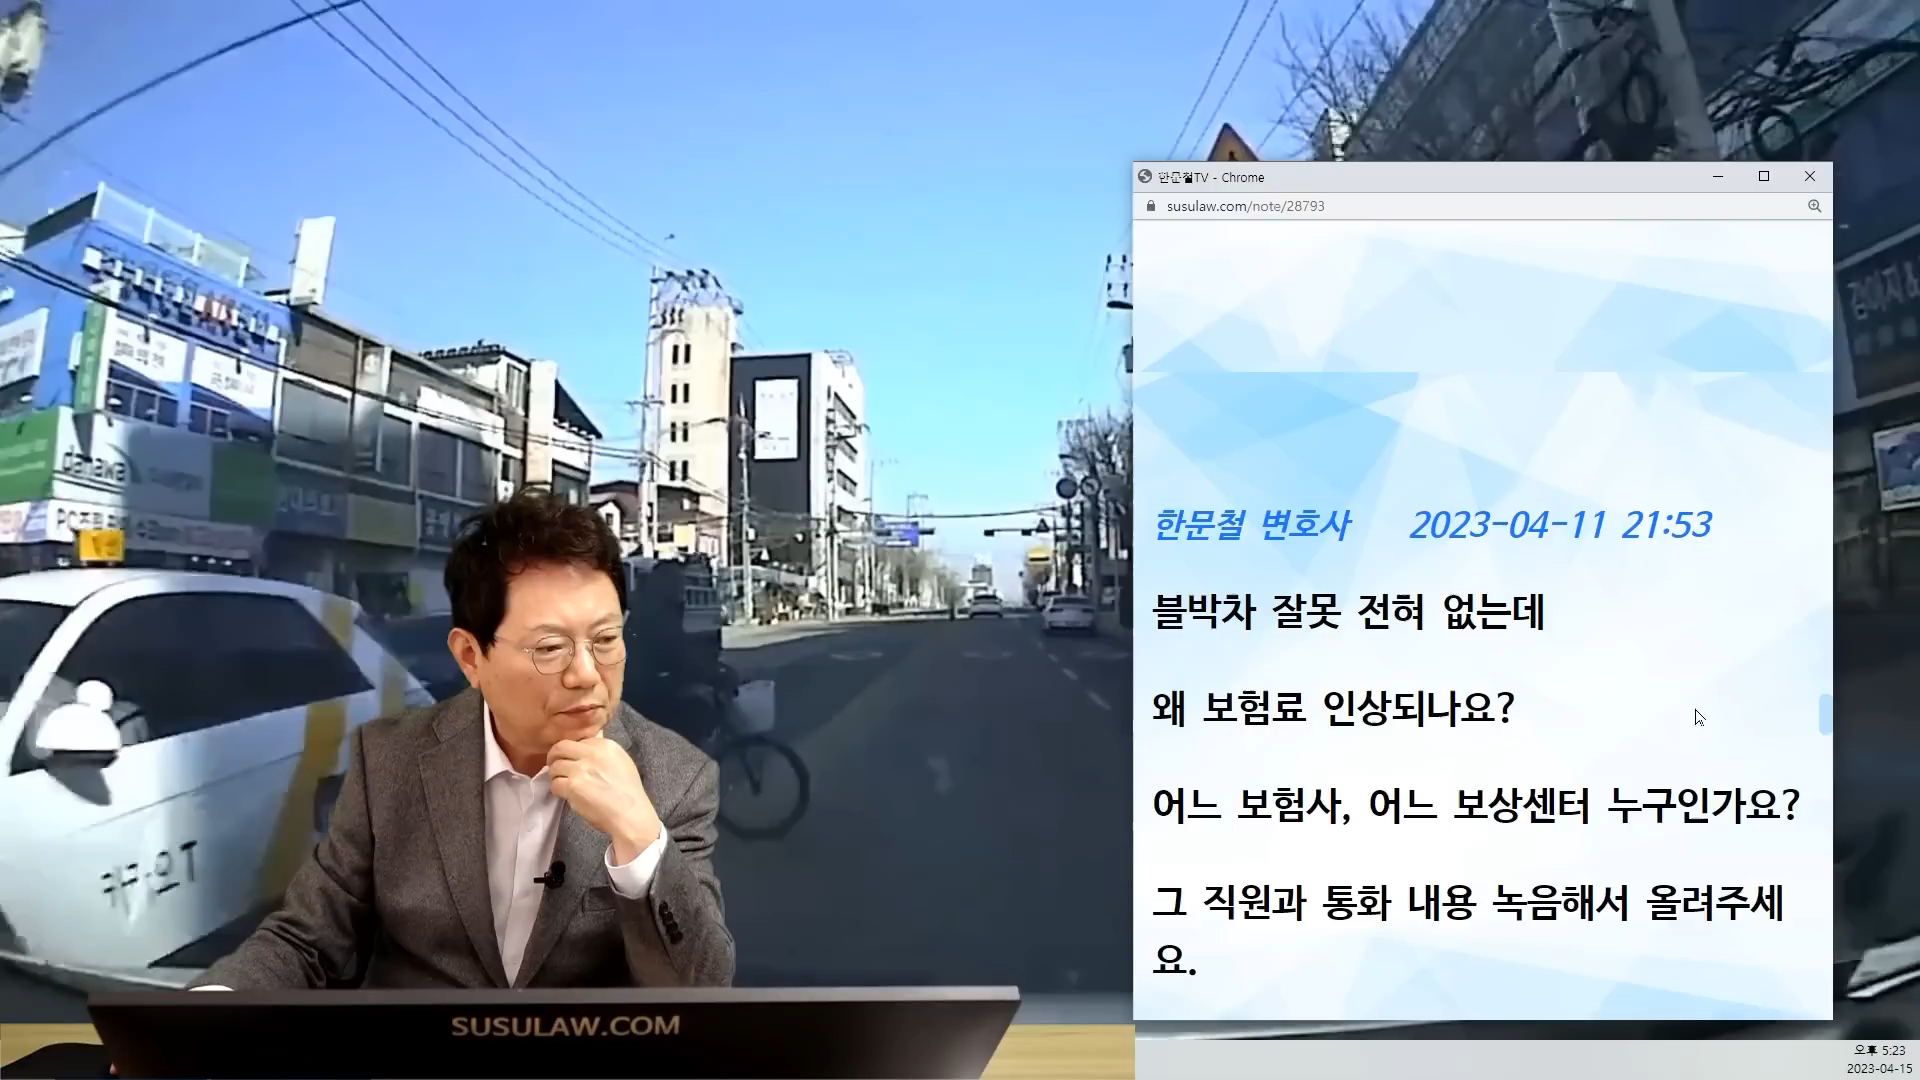 한문철TV - Chrome
susulaw.com/note/28793
한문철 변호사 2023-04-11 21:53
블박차 잘못 전혀 없는데
왜 보험료 인상되나요?
어느 보험사, 어느 보상센터 누구인가요?
그 직원과 통화 내용 녹음해서 올려주세
요.
danawa
SUSULAW.COM
오후 5:23
2023-04-15